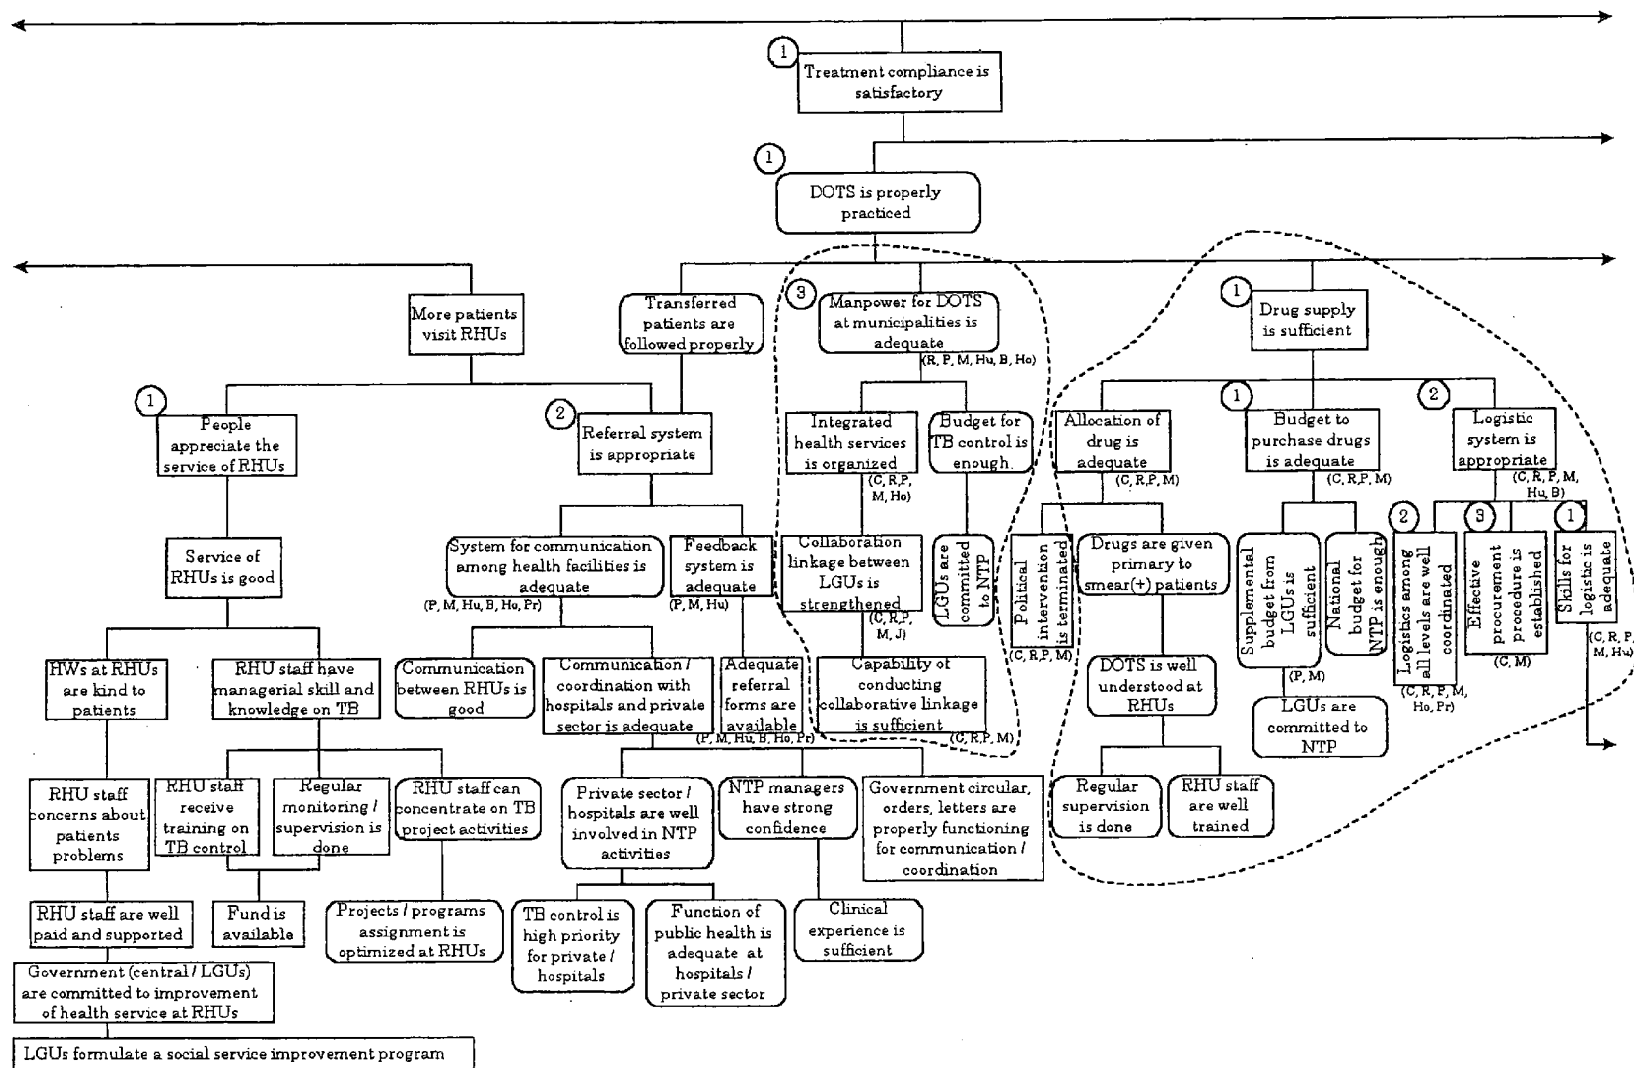 1
Treatment compliance is
satisfactory
1
DOTS is properly
practiced
More patients
visit RHUs
Transferred
patients are
followed properly
3
Manpower for DOTS
at municipalities is
adequate
(R, P, M, Hu, B, Ho)
1
Drug supply
is sufficient
1
People
appreciate the
service of RHUs
2
Referral system
is appropriate
Integrated
health services
is organized
(C, R,P,
M, Ho)
Budget for
TB control is
enough.
Allocation of
drug is
adequate
(C, R,P, M)
1
Budget to
purchase drugs
is adequate
(C, R,P, M)
2
Logistic
system is
appropriate
(C, R, P, M,
Hu, B)
Service of
RHUs is good
System for communication
among health facilities is
adequate
(P, M, Hu, B, Ho, Pr)
Feedback
system is
adequate
(P, M, Hu)
Collaboration
linkage between
LGUs is
strengthened
(C, R,P,
M, J)
LGUs are
committed
to NTP
Political
intervention
is terminated
(C, R,P, M)
Drugs are given
primary to
smear(+) patients
Supplemental
budget from
LGUs is
sufficient
(P, M)
National
budget for
NTP is enough
2
Logistics among
all levels are well
coordinated
(C, R, P, M,
Ho, Pr)
3
Effective
procurement
procedure is
established
(C, M)
1
Skills for
logistic is
adequate
(C, R, P,
M, Hu)
HWs at RHUs
are kind to
patients
RHU staff have
managerial skill and
knowledge on TB
Communication
between RHUs is
good
Communication /
coordination with
hospitals and private
sector is adequate
(P, M, Hu, B, Ho, Pr)
Adequate
referral
forms are
available
Capability of
conducting
collaborative linkage
is sufficient
(C, R,P, M)
DOTS is well
understood at
RHUs
LGUs are
committed to
NTP
RHU staff
concerns about
patients
problems
RHU staff
receive
training on
TB control
Regular
monitoring /
supervision is
done
RHU staff can
concentrate on TB
project activities
Private sector /
hospitals are well
involved in NTP
activities
NTP managers
have strong
confidence
Government circular,
orders, letters are
properly functioning
for communication /
coordination
Regular
supervision
is done
RHU staff
are well
trained
RHU staff are well
paid and supported
Fund is
available
Projects / programs
assignment is
optimized at RHUs
TB control is
high priority
for private /
hospitals
Function of
public health is
adequate at
hospitals /
private sector
Clinical
experience is
sufficient
Government (central / LGUs)
are committed to improvement
of health service at RHUs
LGUs formulate a social service improvement program